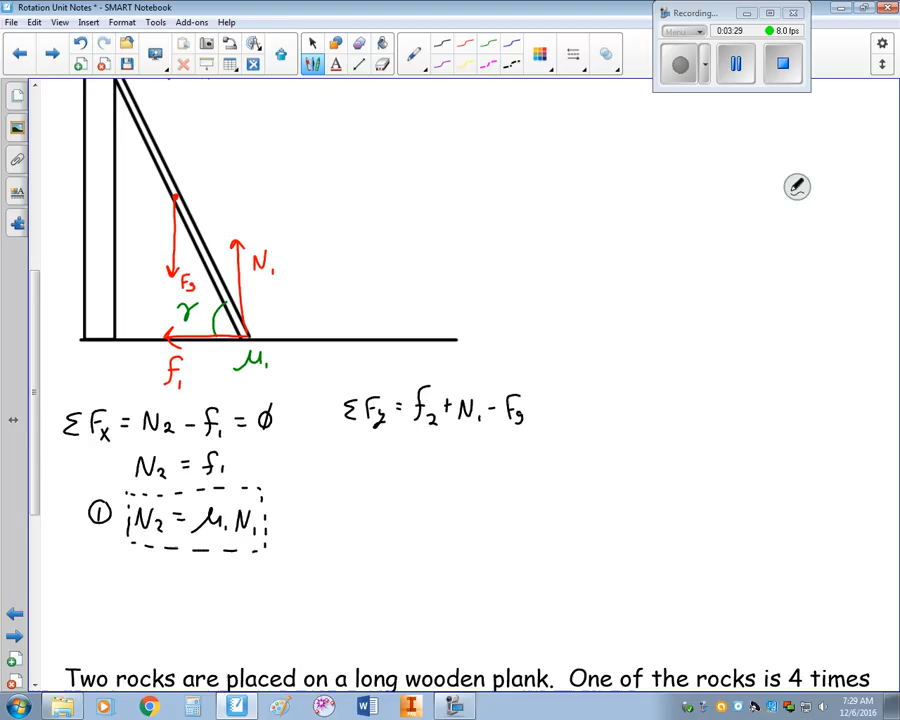 Rotation Unit Notes * - SMART Notebook
File Edit View Insert Format Tools Add-ons Help
Recording...
Menu
0:03:29 8.0 fps
Fg
N₁
γ
f₁
μ₁
ΣFx = N₂ - f₁ = ∅
ΣFy = f₂ + N₁ - Fg
N₂ = f₁
① N₂ = μ₁ N₁
Two rocks are placed on a long wooden plank. One of the rocks is 4 times
7:29 AM
12/6/2016